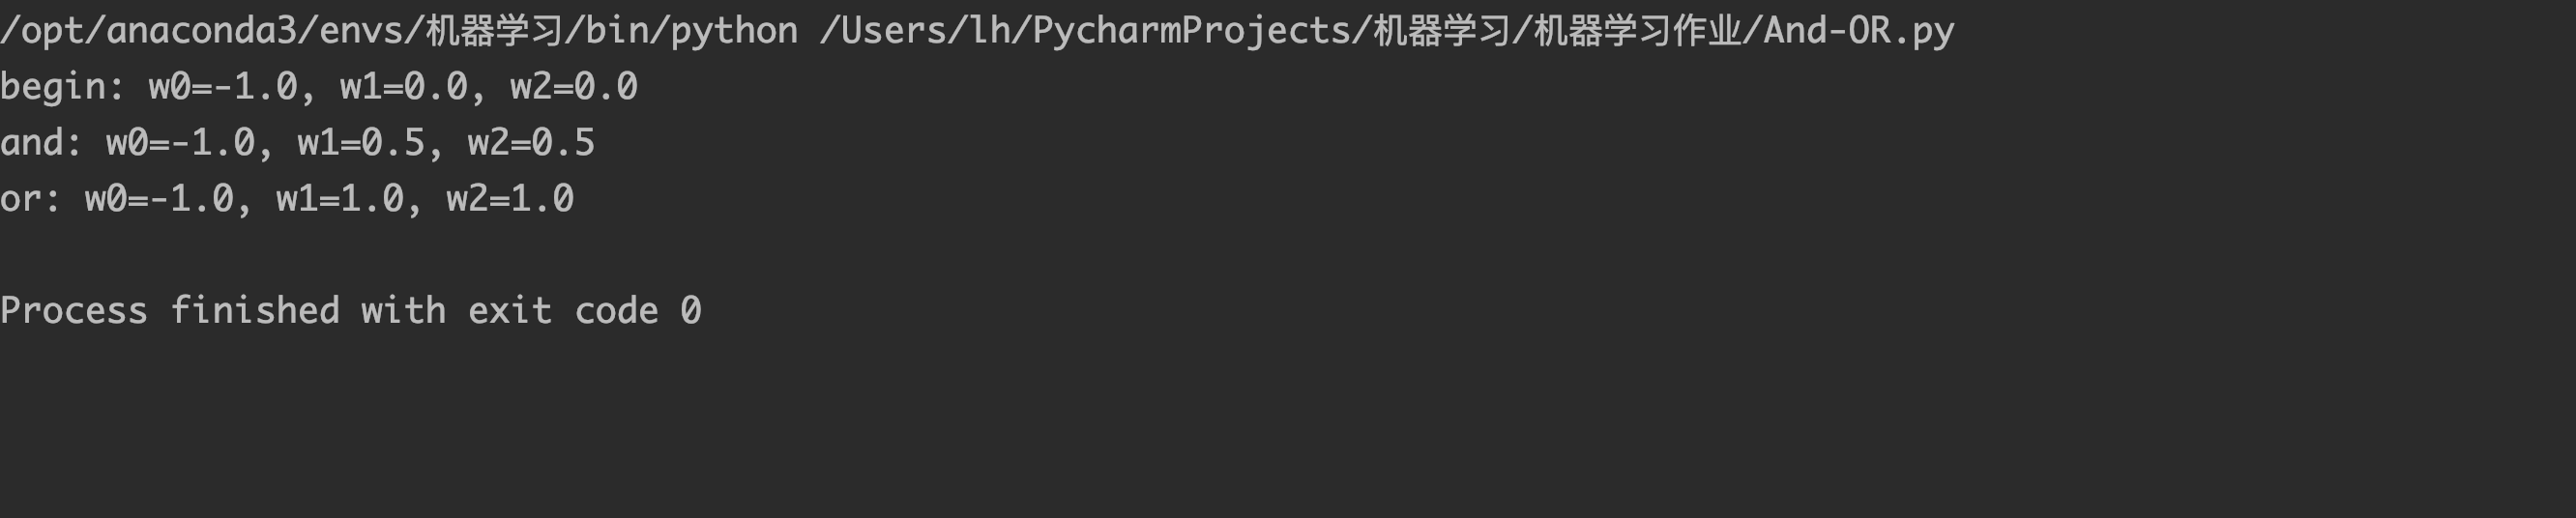 /opt/anaconda3/envs/机器学习/bin/python /Users/lh/PycharmProjects/机器学习/机器学习作业/And-OR.py
begin: w0=-1.0, w1=0.0, w2=0.0
and: w0=-1.0, w1=0.5, w2=0.5
or: w0=-1.0, w1=1.0, w2=1.0
Process finished with exit code 0